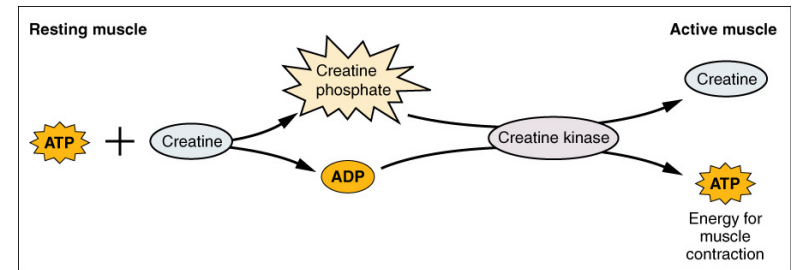 Resting muscle
Active muscle
Creatine
phosphate
Creatine
ATP
+
Creatine
Creatine kinase
ADP
ATP
Energy for
muscle
contraction